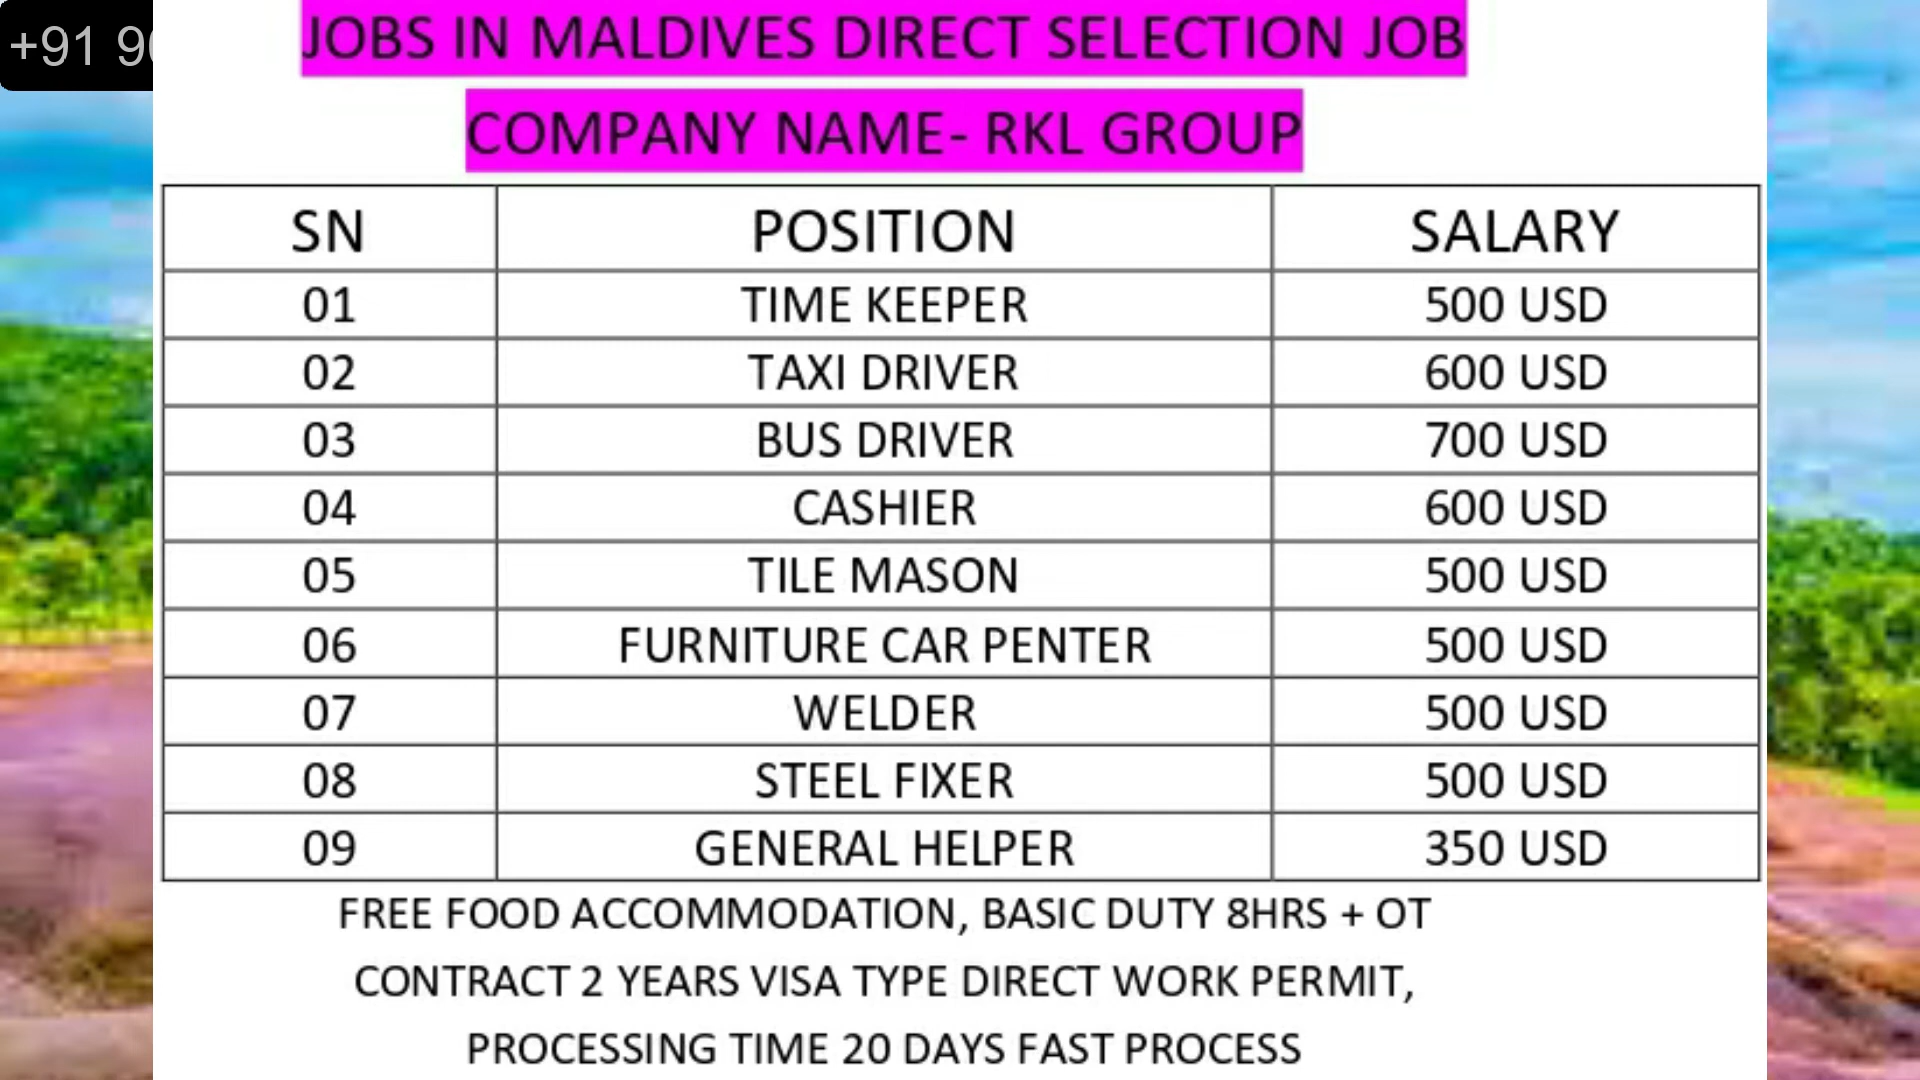 +91 9
JOBS IN MALDIVES DIRECT SELECTION JOB
COMPANY NAME- RKL GROUP
SN POSITION SALARY
01 TIME KEEPER 500 USD
02 TAXI DRIVER 600 USD
03 BUS DRIVER 700 USD
04 CASHIER 600 USD
05 TILE MASON 500 USD
06 FURNITURE CAR PENTER 500 USD
07 WELDER 500 USD
08 STEEL FIXER 500 USD
09 GENERAL HELPER 350 USD
FREE FOOD ACCOMMODATION, BASIC DUTY 8HRS + OT
CONTRACT 2 YEARS VISA TYPE DIRECT WORK PERMIT,
PROCESSING TIME 20 DAYS FAST PROCESS